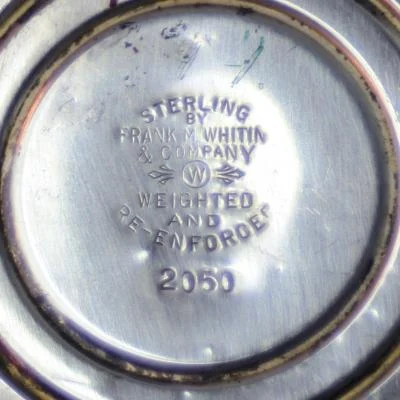 STERLING
BY
FRANK M. WHITIN
& COMPANY
W
WEIGHTED
AND
RE-ENFORCED
2050